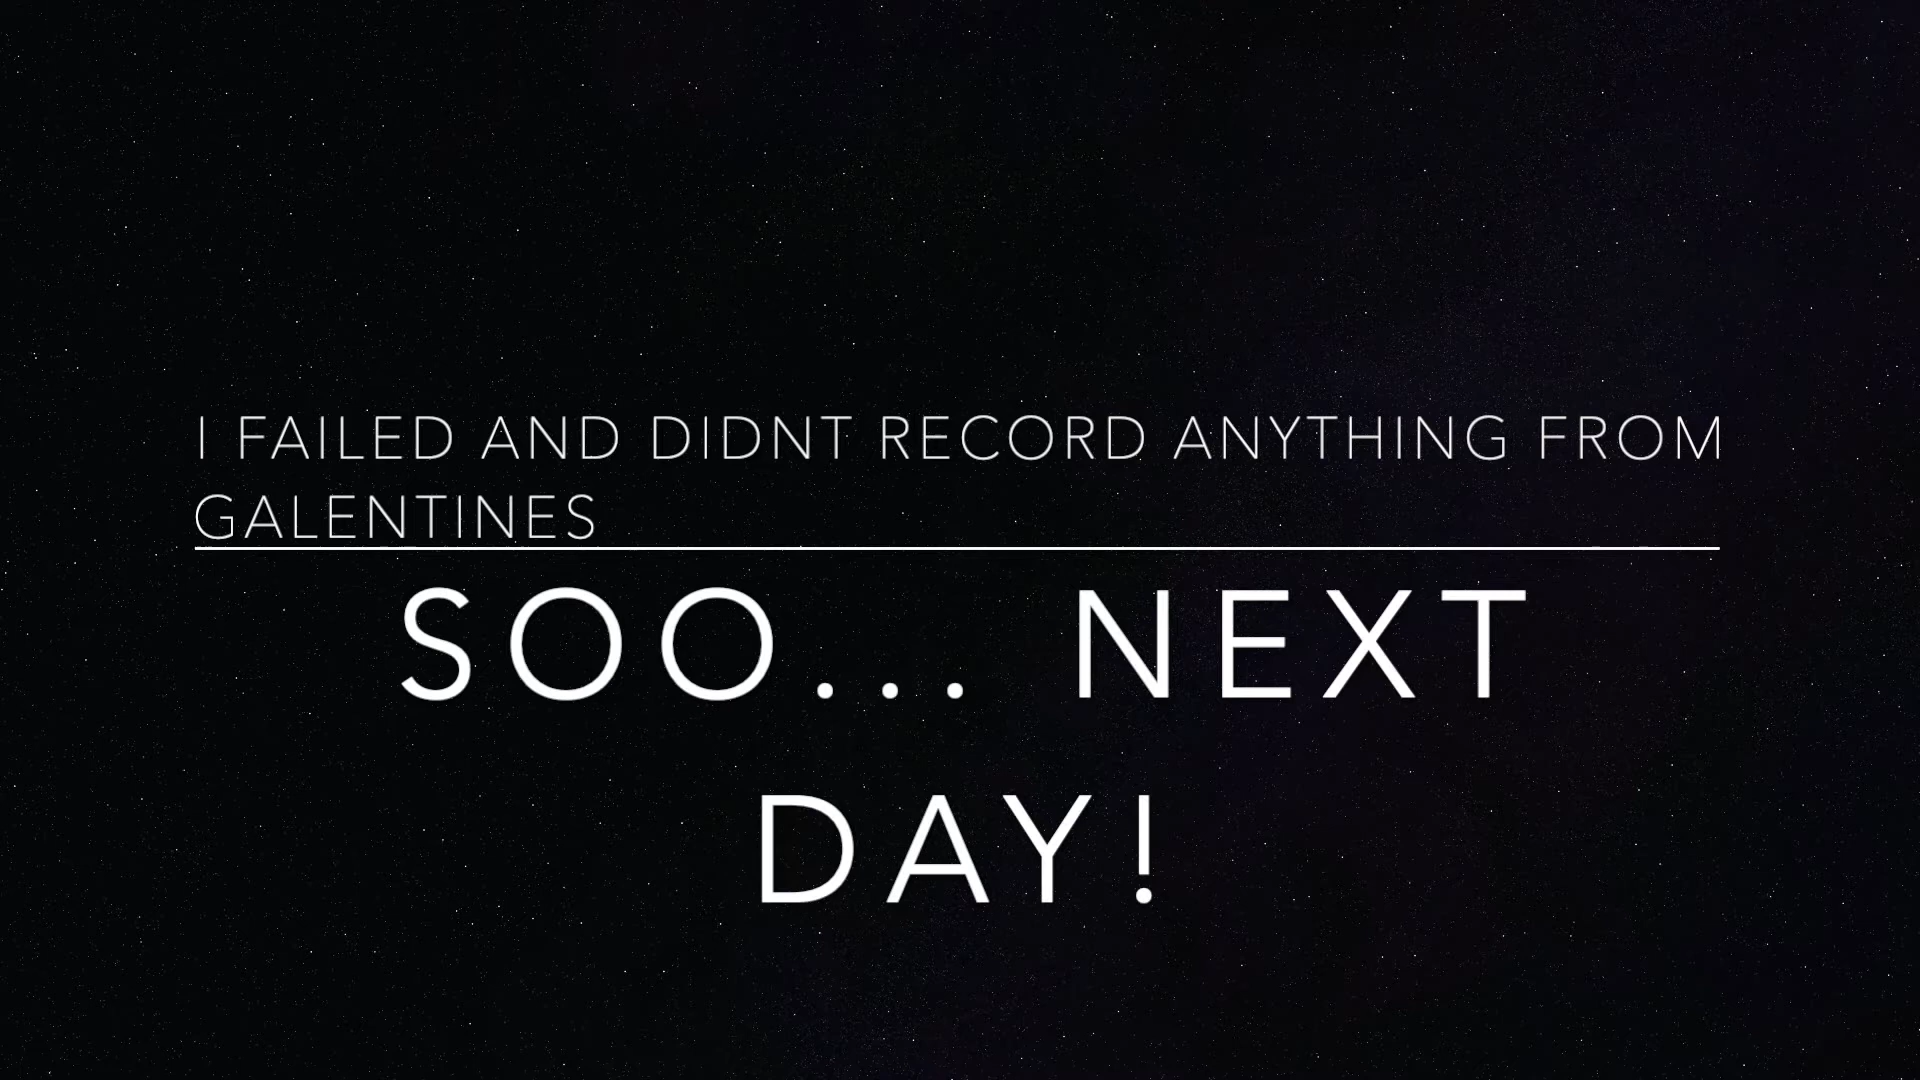 I FAILED AND DIDNT RECORD ANYTHING FROM
GALENTINES
SOO... NEXT
DAY!